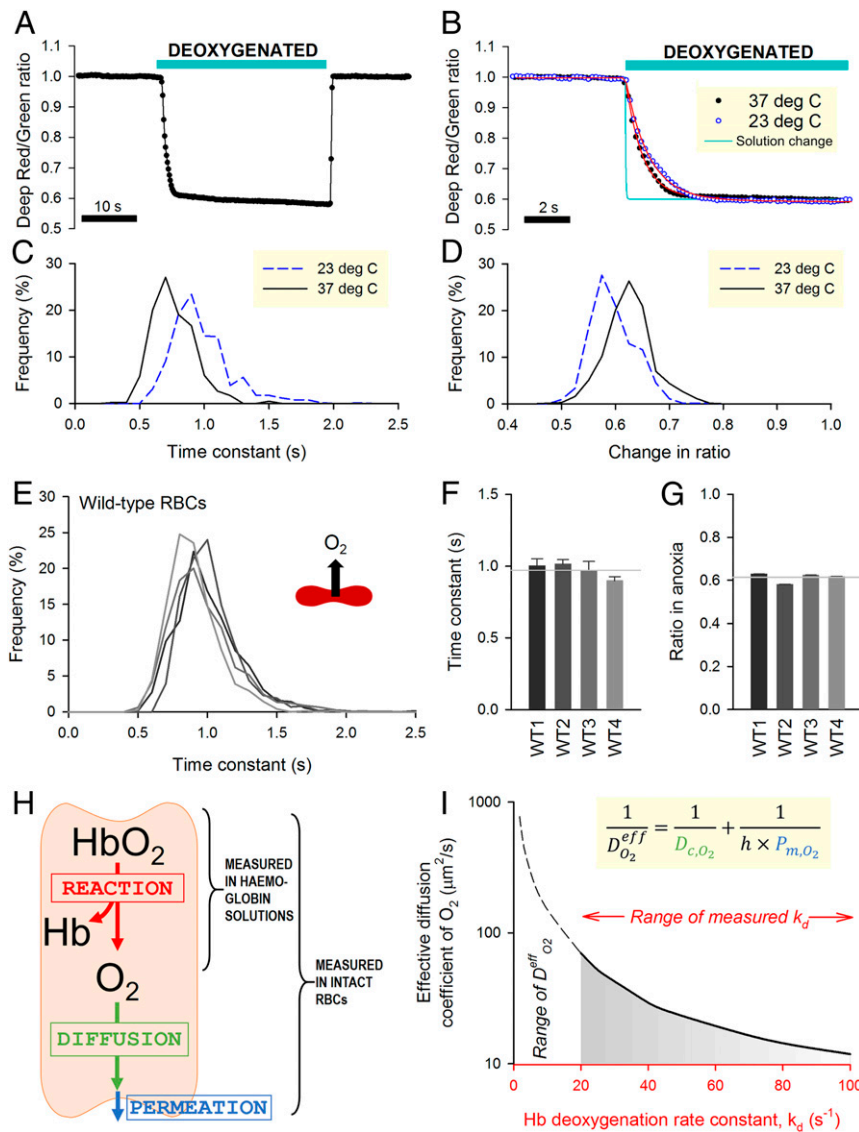 A
DEOXYGENATED
1.1
1.0
0.9
0.8
0.7
0.6
0.5
Deep Red/Green ratio
10 s
B
DEOXYGENATED
1.1
1.0
0.9
0.8
0.7
0.6
0.5
Deep Red/Green ratio
37 deg C
23 deg C
Solution change
2 s
C
30
20
10
0
Frequency (%)
23 deg C
37 deg C
0.0 0.5 1.0 1.5 2.0 2.5
Time constant (s)
D
30
20
10
0
Frequency (%)
23 deg C
37 deg C
0.4 0.5 0.6 0.7 0.8 0.9 1.0
Change in ratio
E
Wild-type RBCs
30
25
20
15
10
5
0
Frequency (%)
O2
0.0 0.5 1.0 1.5 2.0 2.5
Time constant (s)
F
1.5
1.0
0.5
0.0
Time constant (s)
WT1 WT2 WT3 WT4
G
1.0
0.8
0.6
0.4
0.2
0.0
Ratio in anoxia
WT1 WT2 WT3 WT4
H
HbO2
REACTION
Hb
O2
DIFFUSION
PERMEATION
MEASURED
IN HAEMO-
GLOBIN
SOLUTIONS
MEASURED
IN INTACT
RBCs
I
1000
100
10
Effective diffusion
coefficient of O2 (µm²/s)
1/D^eff_O2 = 1/D_c,O2 + 1/(h × P_m,O2)
Range of measured kd
Range of D^eff_O2
0 20 40 60 80 100
Hb deoxygenation rate constant, kd (s-1)